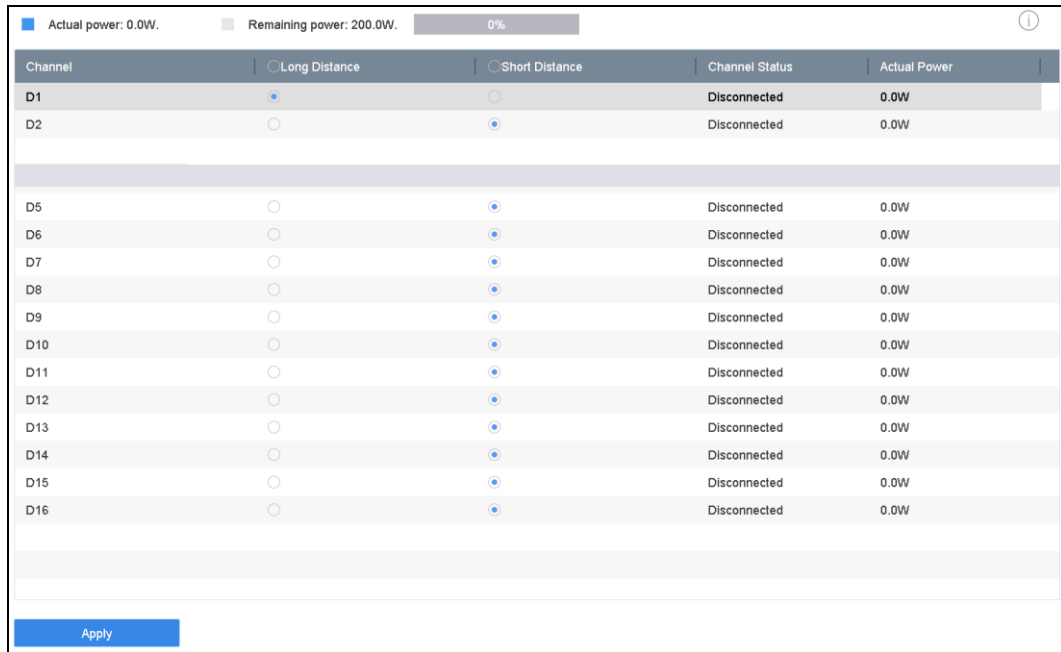 Actual power: 0.0W. Remaining power: 200.0W. 0%
Channel Long Distance Short Distance Channel Status Actual Power
D1 Disconnected 0.0W
D2 Disconnected 0.0W
D5 Disconnected 0.0W
D6 Disconnected 0.0W
D7 Disconnected 0.0W
D8 Disconnected 0.0W
D9 Disconnected 0.0W
D10 Disconnected 0.0W
D11 Disconnected 0.0W
D12 Disconnected 0.0W
D13 Disconnected 0.0W
D14 Disconnected 0.0W
D15 Disconnected 0.0W
D16 Disconnected 0.0W
Apply